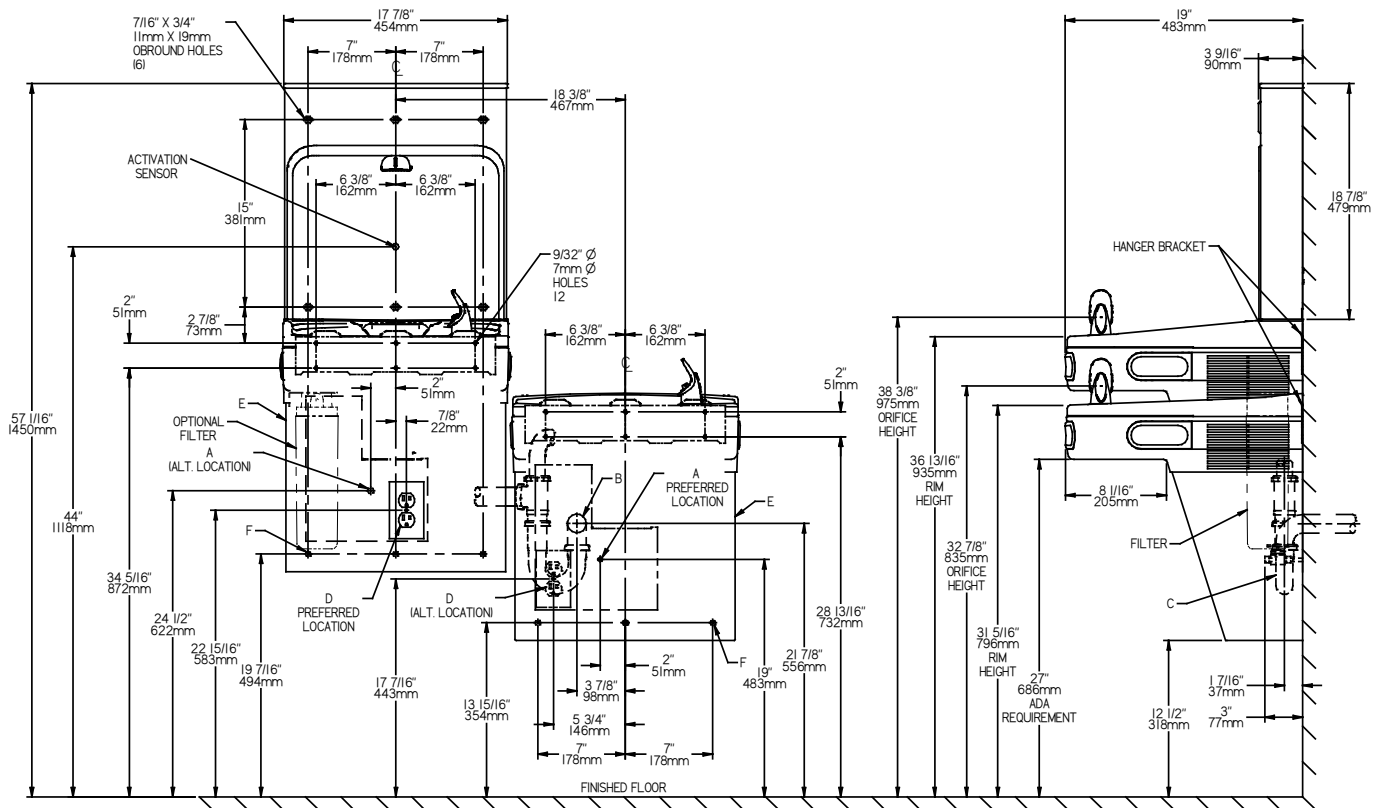 7/16" X 3/4"
11mm X 19mm
OBROUND HOLES
(6)
17 7/8"
454mm
7"
178mm
7"
178mm
C
18 3/8"
467mm
ACTIVATION
SENSOR
6 3/8"
162mm
6 3/8"
162mm
15"
381mm
9/32" Ø
7mm Ø
HOLES
12
2"
51mm
2 7/8"
73mm
6 3/8"
162mm
6 3/8"
162mm
C
2"
51mm
2"
51mm
57 1/16"
1450mm
E
OPTIONAL
FILTER
A
(ALT. LOCATION)
7/8"
22mm
B
A
PREFERRED
LOCATION
E
44"
1118mm
F
34 5/16"
872mm
24 1/2"
622mm
22 15/16"
583mm
19 7/16"
494mm
D
PREFERRED
LOCATION
D
(ALT. LOCATION)
17 7/16"
443mm
13 15/16"
354mm
28 13/16"
732mm
21 7/8"
556mm
F
19"
483mm
2"
51mm
3 7/8"
98mm
5 3/4"
146mm
7"
178mm
7"
178mm
FINISHED FLOOR
19"
483mm
3 9/16"
90mm
18 7/8"
479mm
HANGER BRACKET
38 3/8"
975mm
ORIFICE
HEIGHT
36 13/16"
935mm
RIM
HEIGHT
8 1/16"
205mm
32 7/8"
835mm
ORIFICE
HEIGHT
FILTER
C
31 5/16"
796mm
RIM
HEIGHT
27"
686mm
ADA
REQUIREMENT
12 1/2"
318mm
1 7/16"
37mm
3"
77mm